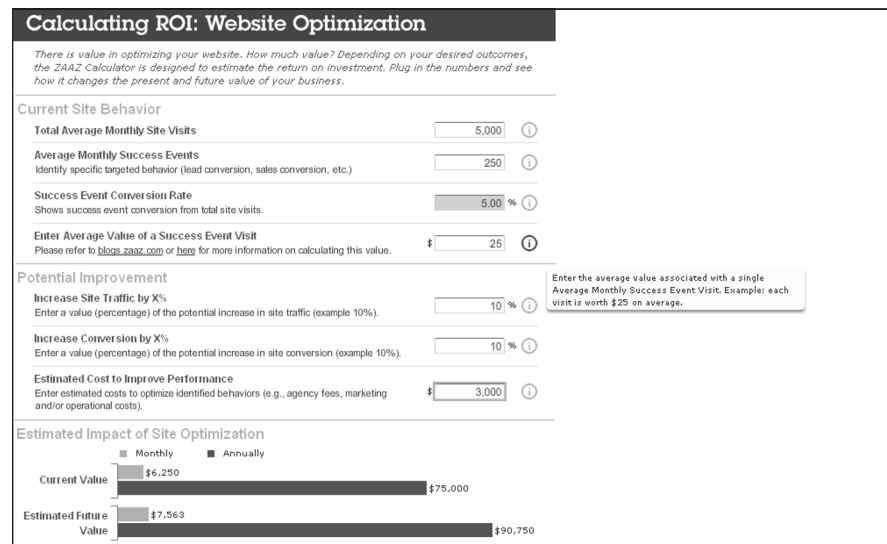 Calculating ROI: Website Optimization
There is value in optimizing your website. How much value? Depending on your desired outcomes,
the ZAAZ Calculator is designed to estimate the return on investment. Plug in the numbers and see
how it changes the present and future value of your business.
Current Site Behavior
Total Average Monthly Site Visits 5,000 i
Average Monthly Success Events
Identify specific targeted behavior (lead conversion, sales conversion, etc.) 250 i
Success Event Conversion Rate
Shows success event conversion from total site visits. 5.00 % i
Enter Average Value of a Success Event Visit
Please refer to blogs.zaaz.com or here for more information on calculating this value. $ 25 i
Potential Improvement
Enter the average value associated with a single
Average Monthly Success Event Visit. Example: each
visit is worth $25 on average.
Increase Site Traffic by X%
Enter a value (percentage) of the potential increase in site traffic (example 10%). 10 % i
Increase Conversion by X%
Enter a value (percentage) of the potential increase in site conversion (example 10%). 10 % i
Estimated Cost to Improve Performance
Enter estimated costs to optimize identified behaviors (e.g., agency fees, marketing
and/or operational costs). $ 3,000 i
Estimated Impact of Site Optimization
Monthly Annually
Current Value $6,250
$75,000
Estimated Future
Value $7,563
$90,750